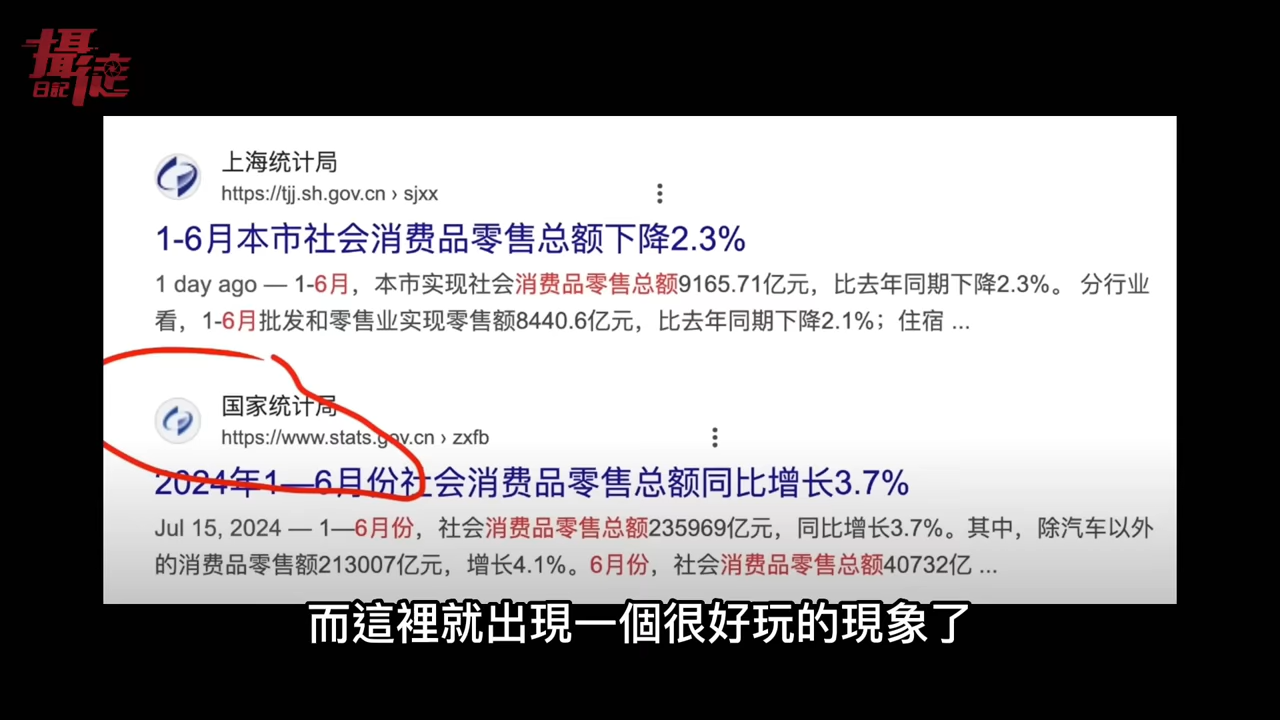 攝徒
日記
上海统计局
https://tjj.sh.gov.cn › sjxx
1-6月本市社会消费品零售总额下降2.3%
1 day ago — 1-6月，本市实现社会消费品零售总额9165.71亿元，比去年同期下降2.3%。 分行业
看，1-6月批发和零售业实现零售额8440.6亿元，比去年同期下降2.1%；住宿 ...
国家统计局
https://www.stats.gov.cn › zxfb
2024年1—6月份社会消费品零售总额同比增长3.7%
Jul 15, 2024 — 1—6月份，社会消费品零售总额235969亿元，同比增长3.7%。其中，除汽车以外
的消费品零售额213007亿元，增长4.1%。6月份，社会消费品零售总额40732亿 ...
而這裡就出現一個很好玩的現象了